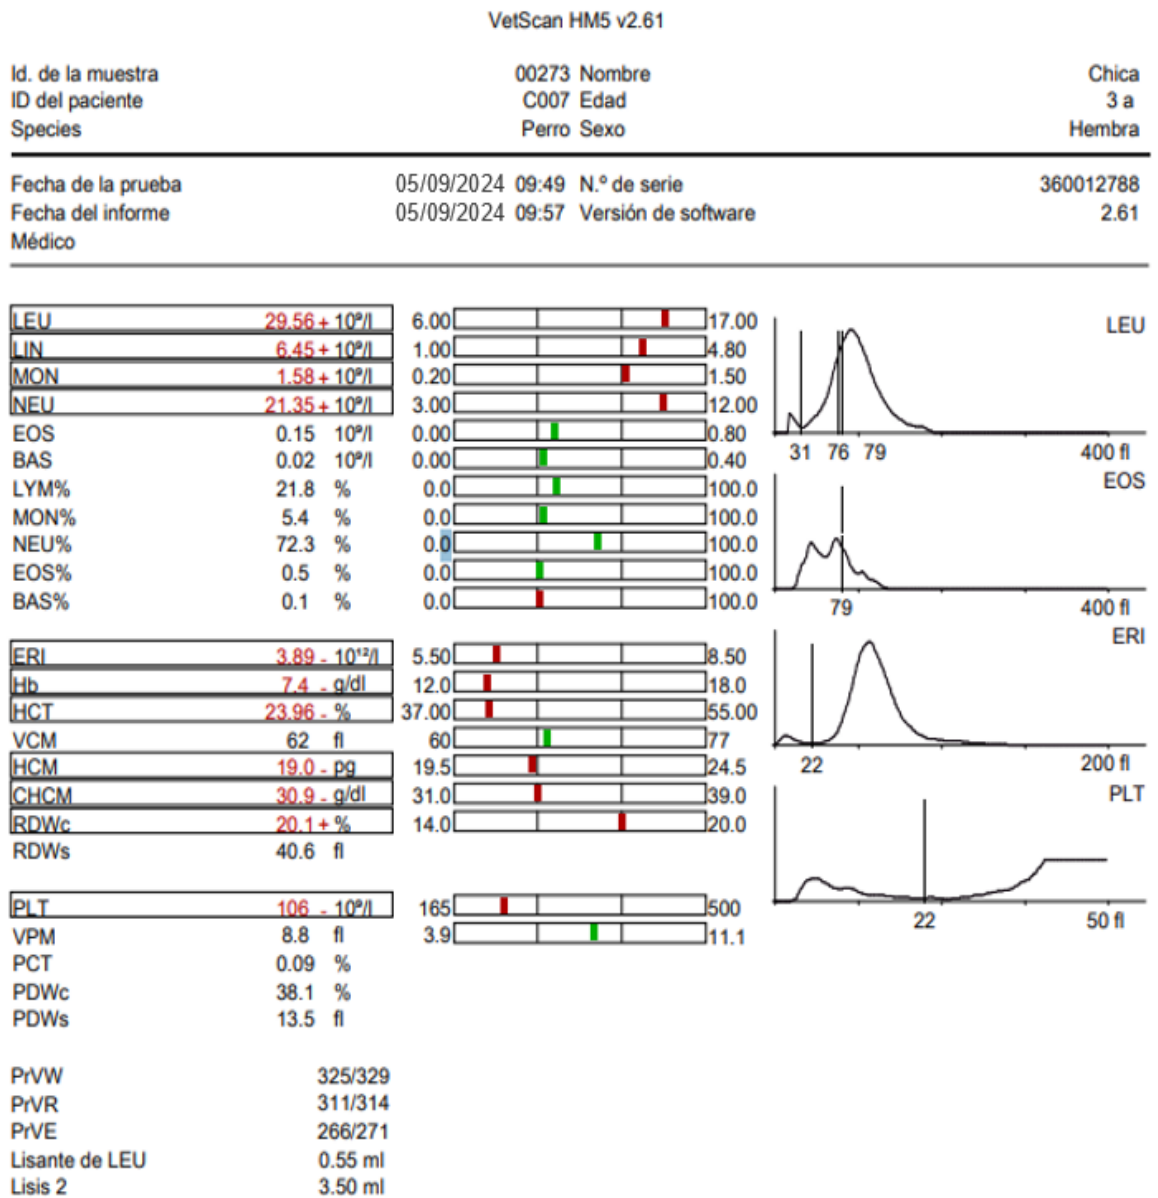 VetScan HM5 v2.61
Id. de la muestra 00273 Nombre Chica
ID del paciente C007 Edad 3 a
Species Perro Sexo Hembra
Fecha de la prueba 05/09/2024 09:49 N.º de serie 360012788
Fecha del informe 05/09/2024 09:57 Versión de software 2.61
Médico
LEU 29.56 + 10⁹/l 6.00 17.00 LEU
LIN 6.45 + 10⁹/l 1.00 4.80
MON 1.58 + 10⁹/l 0.20 1.50
NEU 21.35 + 10⁹/l 3.00 12.00
EOS 0.15 10⁹/l 0.00 0.80
BAS 0.02 10⁹/l 0.00 0.40 31 76 79 400 fl
LYM% 21.8 % 0.0 100.0 EOS
MON% 5.4 % 0.0 100.0
NEU% 72.3 % 0.0 100.0
EOS% 0.5 % 0.0 100.0
BAS% 0.1 % 0.0 100.0 79 400 fl
ERI 3.89 - 10¹²/l 5.50 8.50 ERI
Hb 7.4 - g/dl 12.0 18.0
HCT 23.96 - % 37.00 55.00
VCM 62 fl 60 77
HCM 19.0 - pg 19.5 24.5 22 200 fl
CHCM 30.9 - g/dl 31.0 39.0 PLT
RDWc 20.1 + % 14.0 20.0
RDWs 40.6 fl
PLT 106 - 10⁹/l 165 500 22 50 fl
VPM 8.8 fl 3.9 11.1
PCT 0.09 %
PDWc 38.1 %
PDWs 13.5 fl
PrVW 325/329
PrVR 311/314
PrVE 266/271
Lisante de LEU 0.55 ml
Lisis 2 3.50 ml